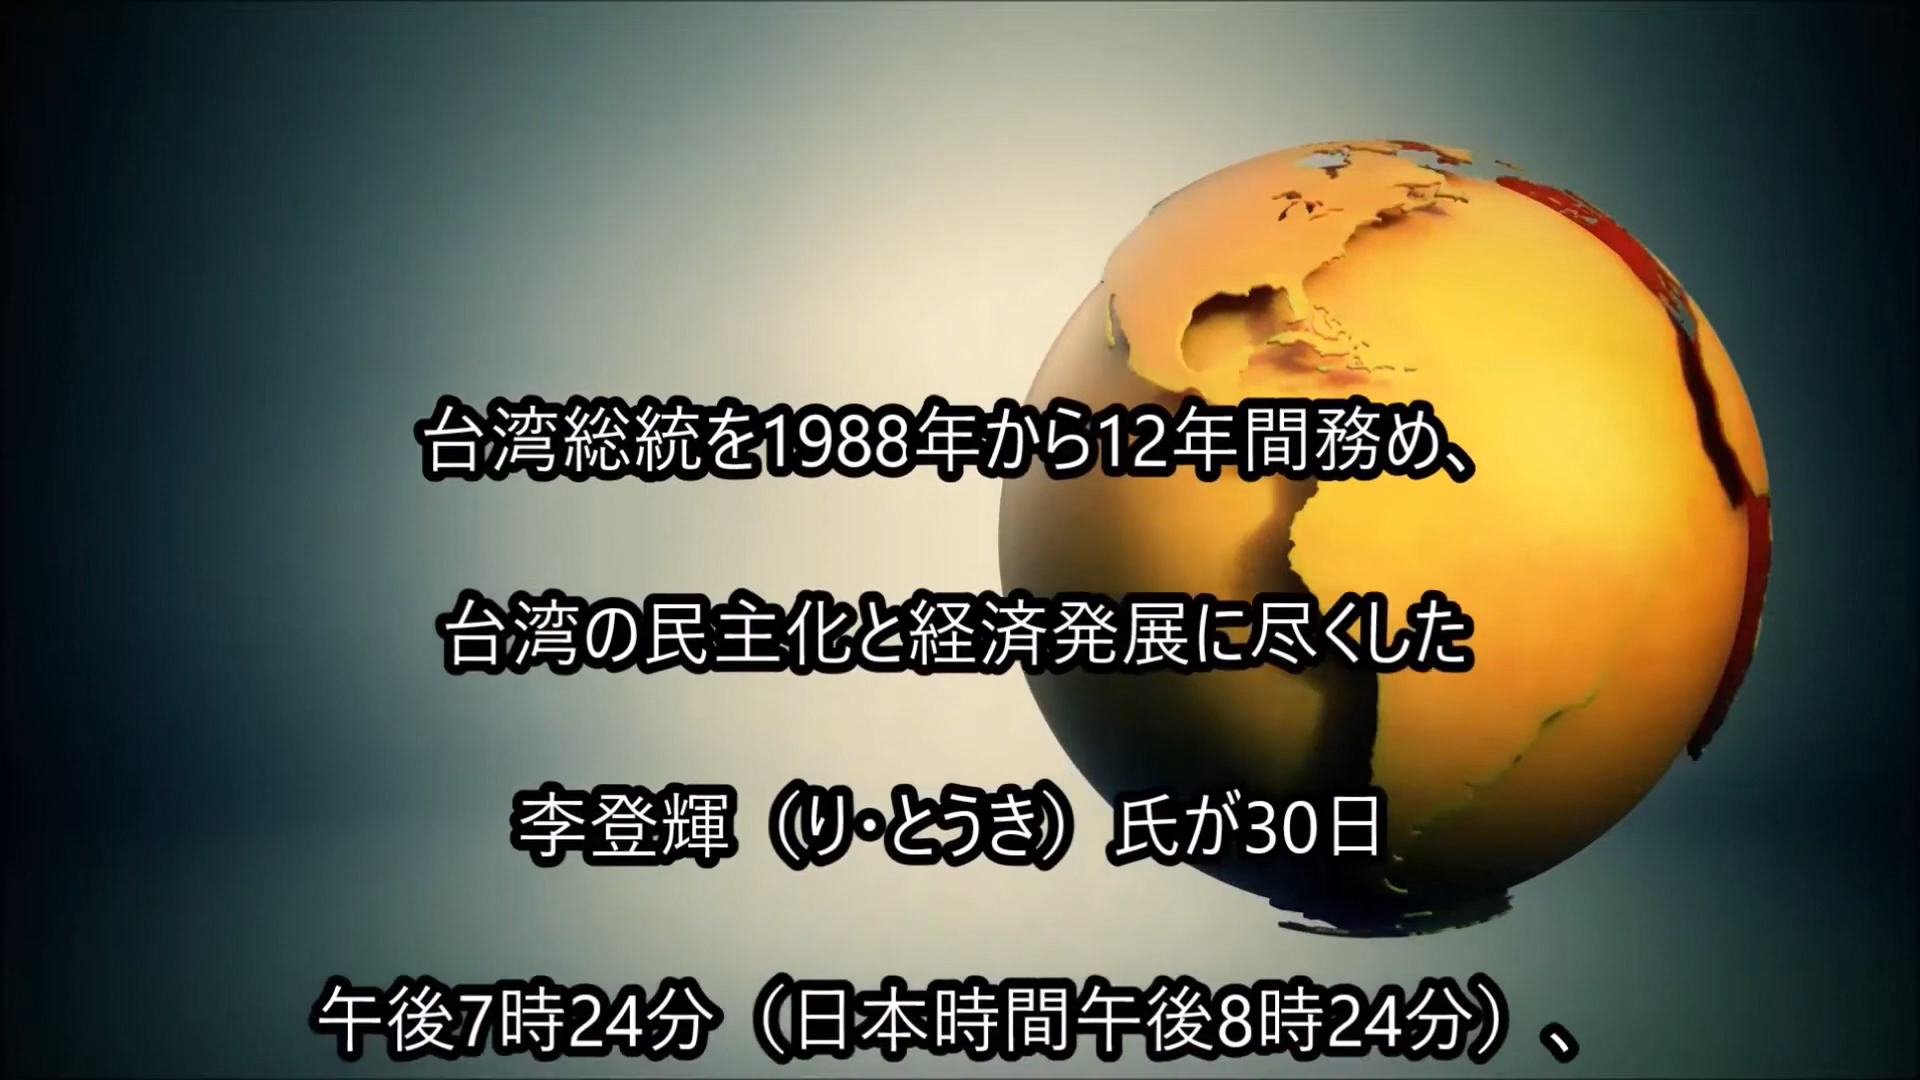 台湾総統を1988年から12年間務め、
台湾の民主化と経済発展に尽くした
李登輝（り・とうき）氏が30日
午後7時24分（日本時間午後8時24分）、